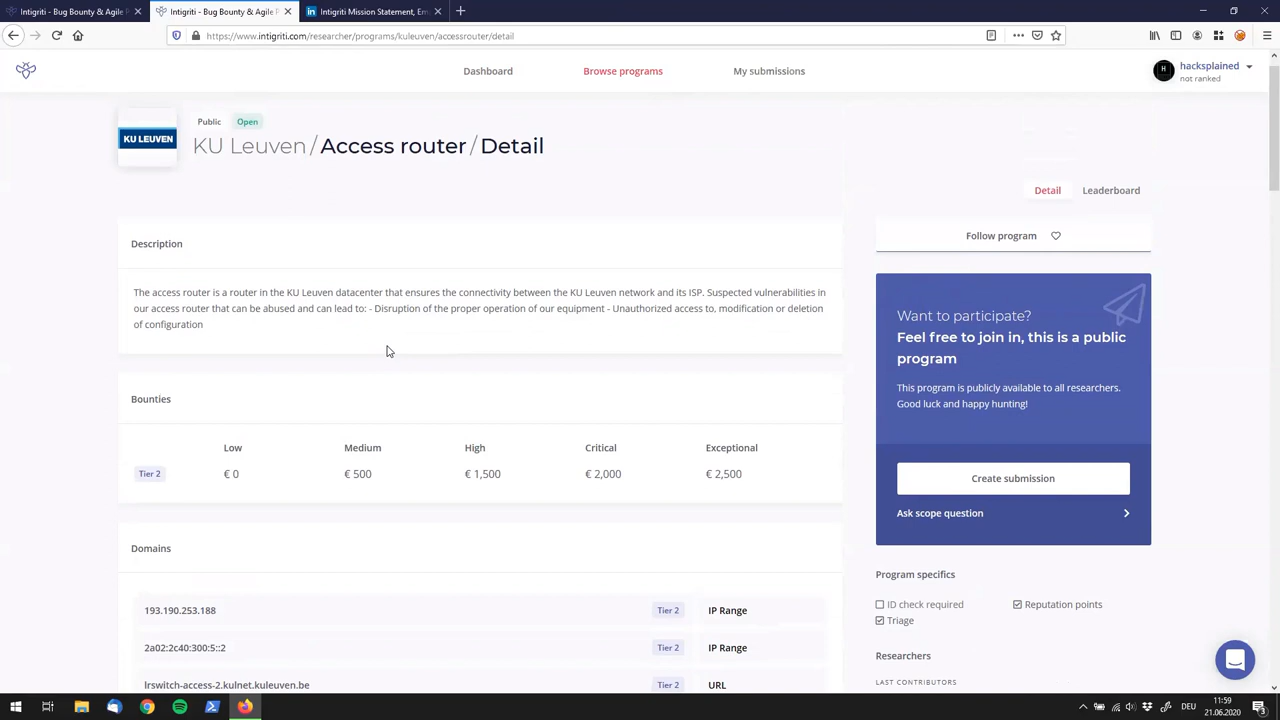 Intigriti - Bug Bounty & Agile P
Intigriti - Bug Bounty & Agile P
Intigriti Mission Statement, Em
https://www.intigriti.com/researcher/programs/kuleuven/accessrouter/detail
Dashboard
Browse programs
My submissions
H
hacksplained
not ranked
KU LEUVEN
Public
Open
KU Leuven / Access router / Detail
Detail
Leaderboard
Description
The access router is a router in the KU Leuven datacenter that ensures the connectivity between the KU Leuven network and its ISP. Suspected vulnerabilities in
our access router that can be abused and can lead to: - Disruption of the proper operation of our equipment - Unauthorized access to, modification or deletion
of configuration
Bounties
Low Medium High Critical Exceptional
Tier 2 € 0 € 500 € 1,500 € 2,000 € 2,500
Domains
193.190.253.188 Tier 2 IP Range
2a02:2c40:300:5::2 Tier 2 IP Range
lrswitch-access-2.kulnet.kuleuven.be Tier 2 URL
Follow program
Want to participate?
Feel free to join in, this is a public
program
This program is publicly available to all researchers.
Good luck and happy hunting!
Create submission
Ask scope question
Program specifics
ID check required Reputation points
Triage
Researchers
LAST CONTRIBUTORS
DEU
11:59
21.06.2020
3